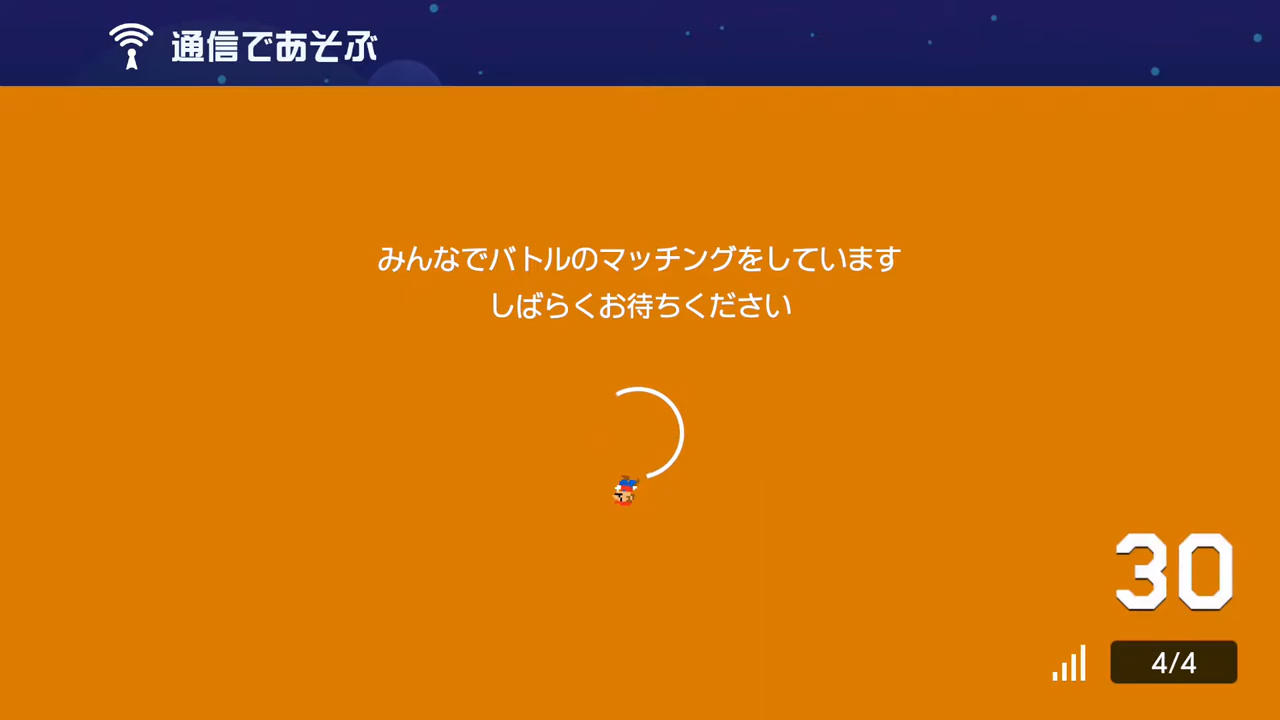 通信であそぶ
みんなでバトルのマッチングをしています
しばらくお待ちください
30
4/4